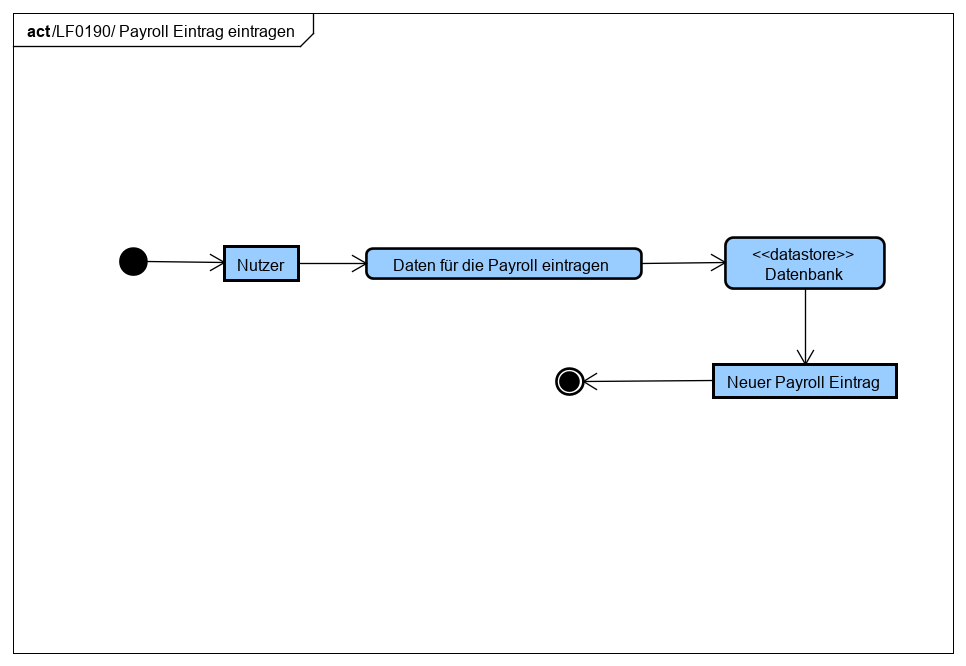 act /LF0190/ Payroll Eintrag eintragen
Nutzer
Daten für die Payroll eintragen
<<datastore>>
Datenbank
Neuer Payroll Eintrag